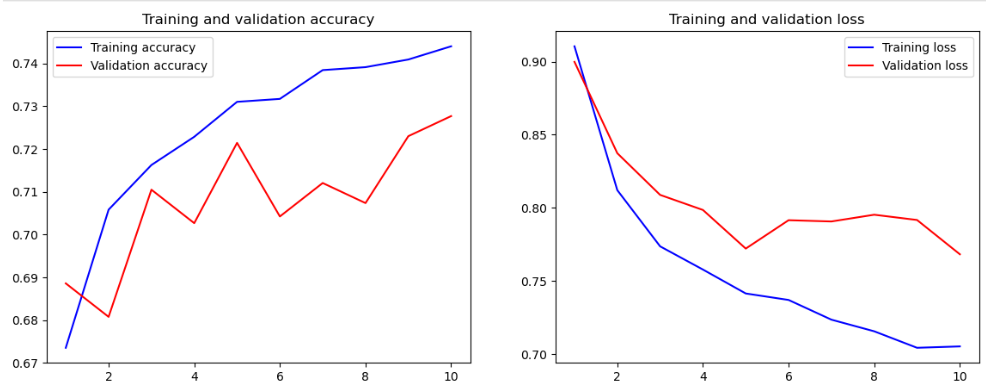 Training and validation accuracy
Training accuracy
Validation accuracy
0.74
0.73
0.72
0.71
0.70
0.69
0.68
0.67
2 4 6 8 10
Training and validation loss
Training loss
Validation loss
0.90
0.85
0.80
0.75
0.70
2 4 6 8 10